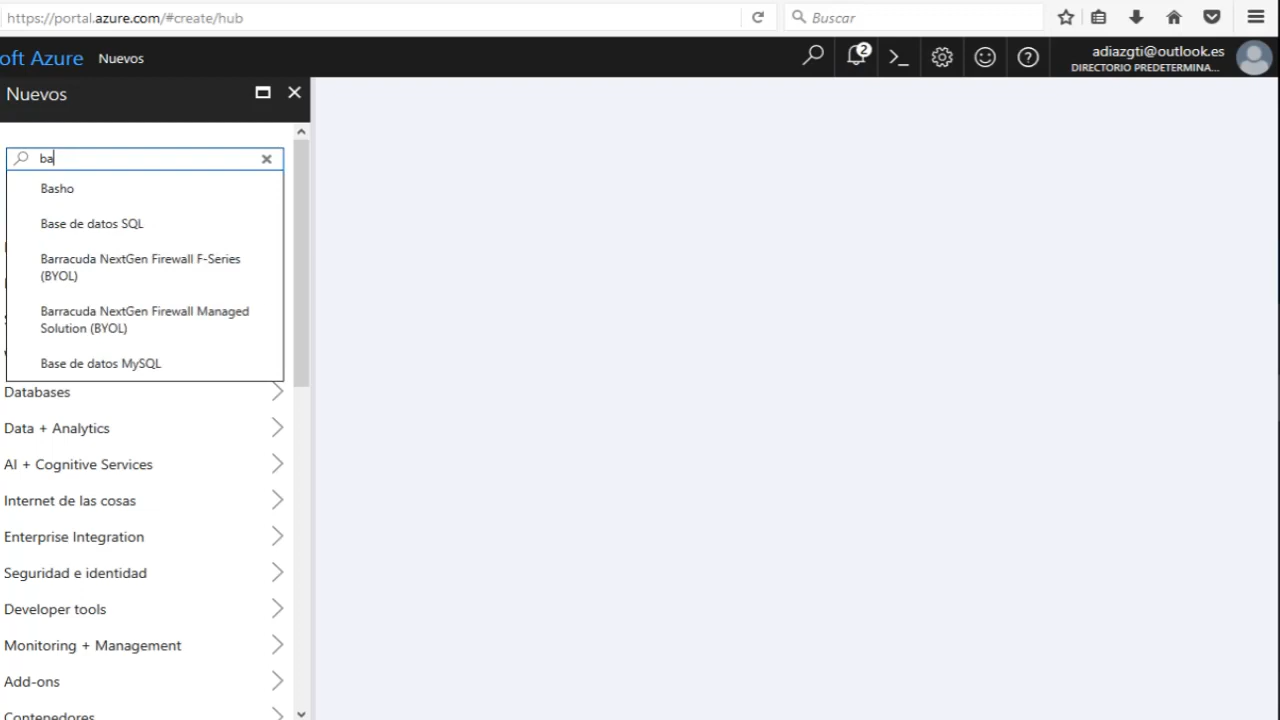 https://portal.azure.com/#create/hub
Buscar
oft Azure
Nuevos
2
adiazgti@outlook.es
DIRECTORIO PREDETERMINA...
Nuevos
ba
Basho
Base de datos SQL
Barracuda NextGen Firewall F-Series
(BYOL)
Barracuda NextGen Firewall Managed
Solution (BYOL)
Base de datos MySQL
Databases
Data + Analytics
AI + Cognitive Services
Internet de las cosas
Enterprise Integration
Seguridad e identidad
Developer tools
Monitoring + Management
Add-ons
Contenedores